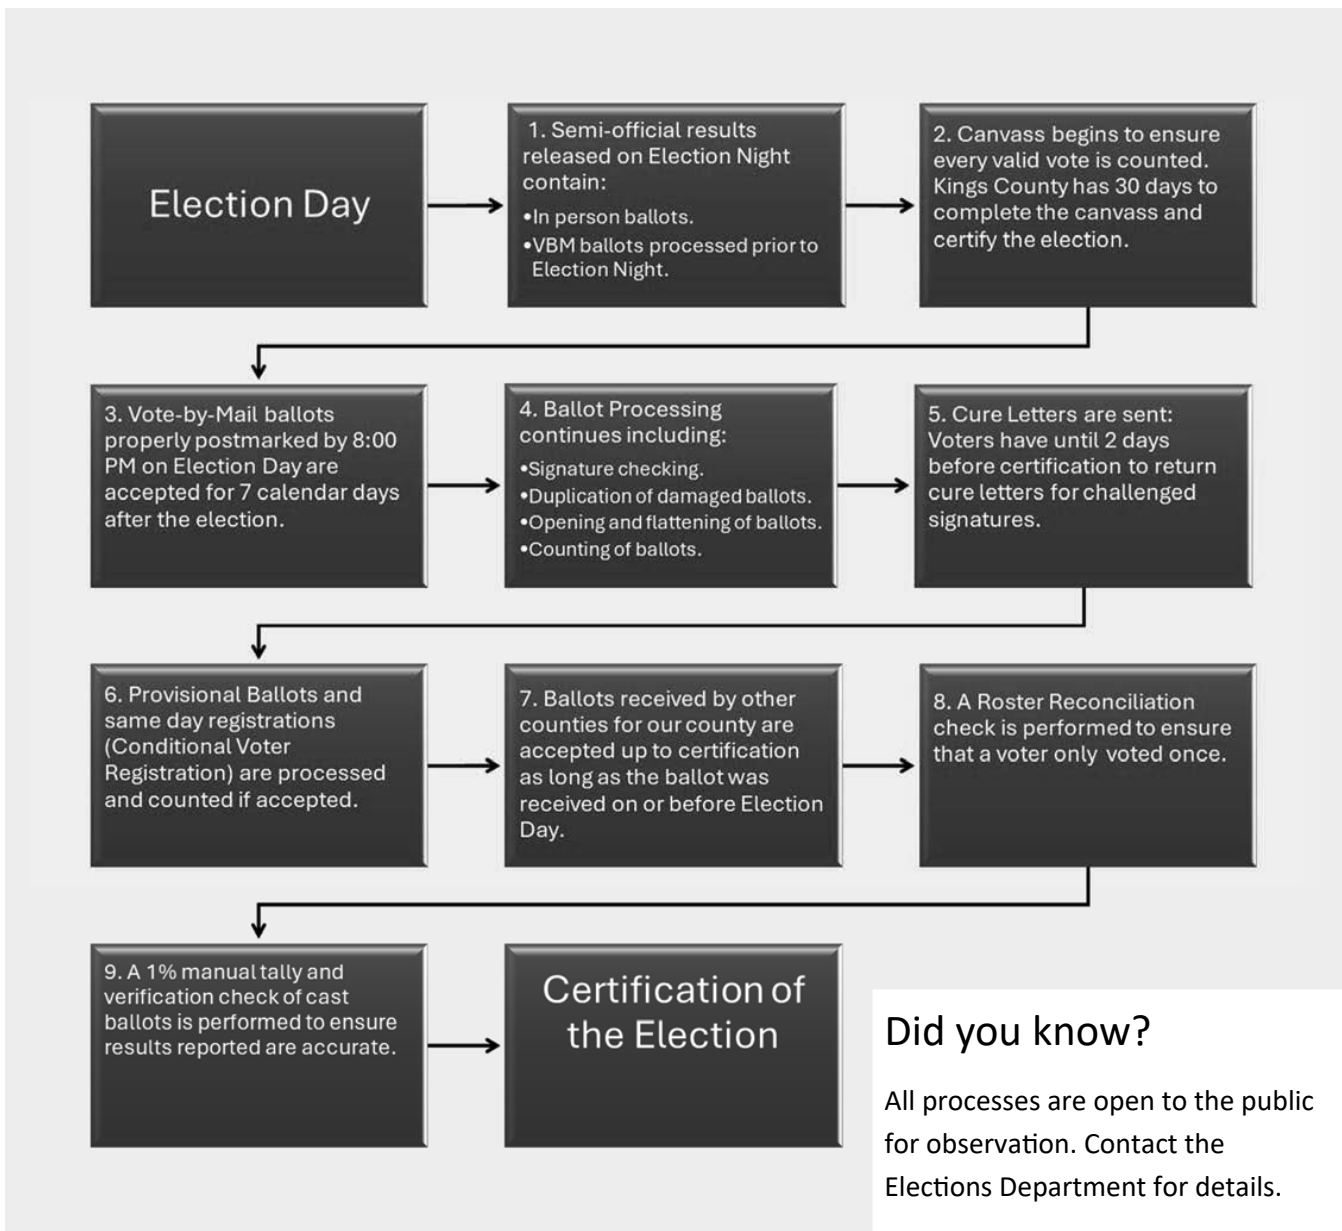 Election Day
1. Semi-official results
released on Election Night
contain:
•In person ballots.
•VBM ballots processed prior to
Election Night.
2. Canvass begins to ensure
every valid vote is counted.
Kings County has 30 days to
complete the canvass and
certify the election.
3. Vote-by-Mail ballots
properly postmarked by 8:00
PM on Election Day are
accepted for 7 calendar days
after the election.
4. Ballot Processing
continues including:
•Signature checking.
•Duplication of damaged ballots.
•Opening and flattening of ballots.
•Counting of ballots.
5. Cure Letters are sent:
Voters have until 2 days
before certification to return
cure letters for challenged
signatures.
6. Provisional Ballots and
same day registrations
(Conditional Voter
Registration) are processed
and counted if accepted.
7. Ballots received by other
counties for our county are
accepted up to certification
as long as the ballot was
received on or before Election
Day.
8. A Roster Reconciliation
check is performed to ensure
that a voter only voted once.
9. A 1% manual tally and
verification check of cast
ballots is performed to ensure
results reported are accurate.
Certification of
the Election
Did you know?
All processes are open to the public
for observation. Contact the
Elections Department for details.